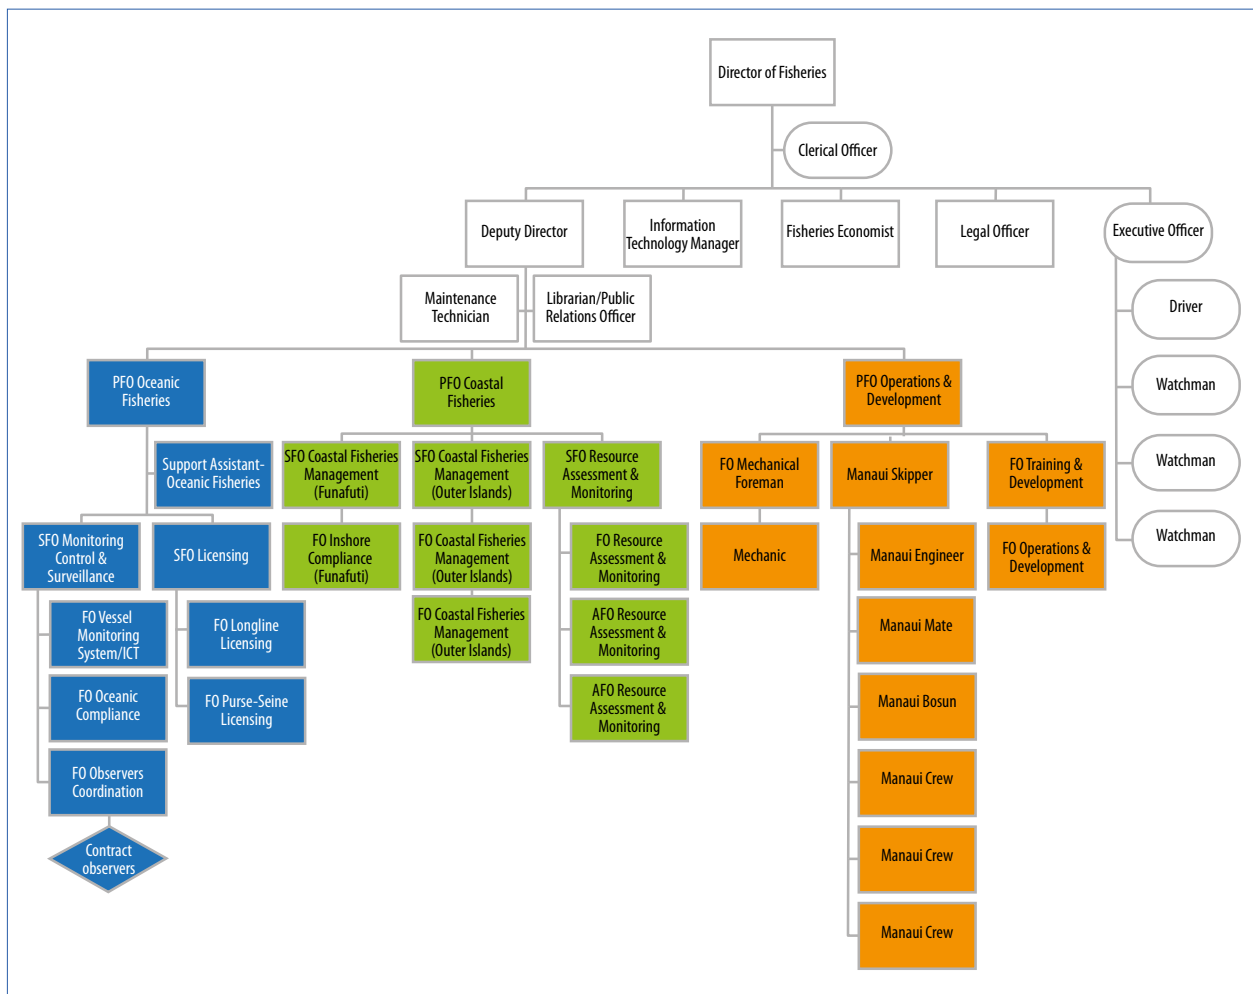 Director of Fisheries
Clerical Officer
Deputy Director
Information
Technology Manager
Fisheries Economist
Legal Officer
Executive Officer
Maintenance
Technician
Librarian/Public
Relations Officer
Driver
Watchman
Watchman
Watchman
PFO Oceanic
Fisheries
Support Assistant-
Oceanic Fisheries
SFO Monitoring
Control &
Surveillance
SFO Licensing
FO Vessel
Monitoring
System/ICT
FO Longline
Licensing
FO Oceanic
Compliance
FO Purse-Seine
Licensing
FO Observers
Coordination
Contract
observers
PFO Coastal
Fisheries
SFO Coastal Fisheries
Management
(Funafuti)
SFO Coastal Fisheries
Management
(Outer Islands)
SFO Resource
Assessment &
Monitoring
FO Inshore
Compliance
(Funafuti)
FO Coastal Fisheries
Management
(Outer Islands)
FO Resource
Assessment &
Monitoring
FO Coastal Fisheries
Management
(Outer Islands)
AFO Resource
Assessment &
Monitoring
AFO Resource
Assessment &
Monitoring
PFO Operations &
Development
FO Mechanical
Foreman
Manaui Skipper
FO Training &
Development
Mechanic
Manaui Engineer
FO Operations &
Development
Manaui Mate
Manaui Bosun
Manaui Crew
Manaui Crew
Manaui Crew